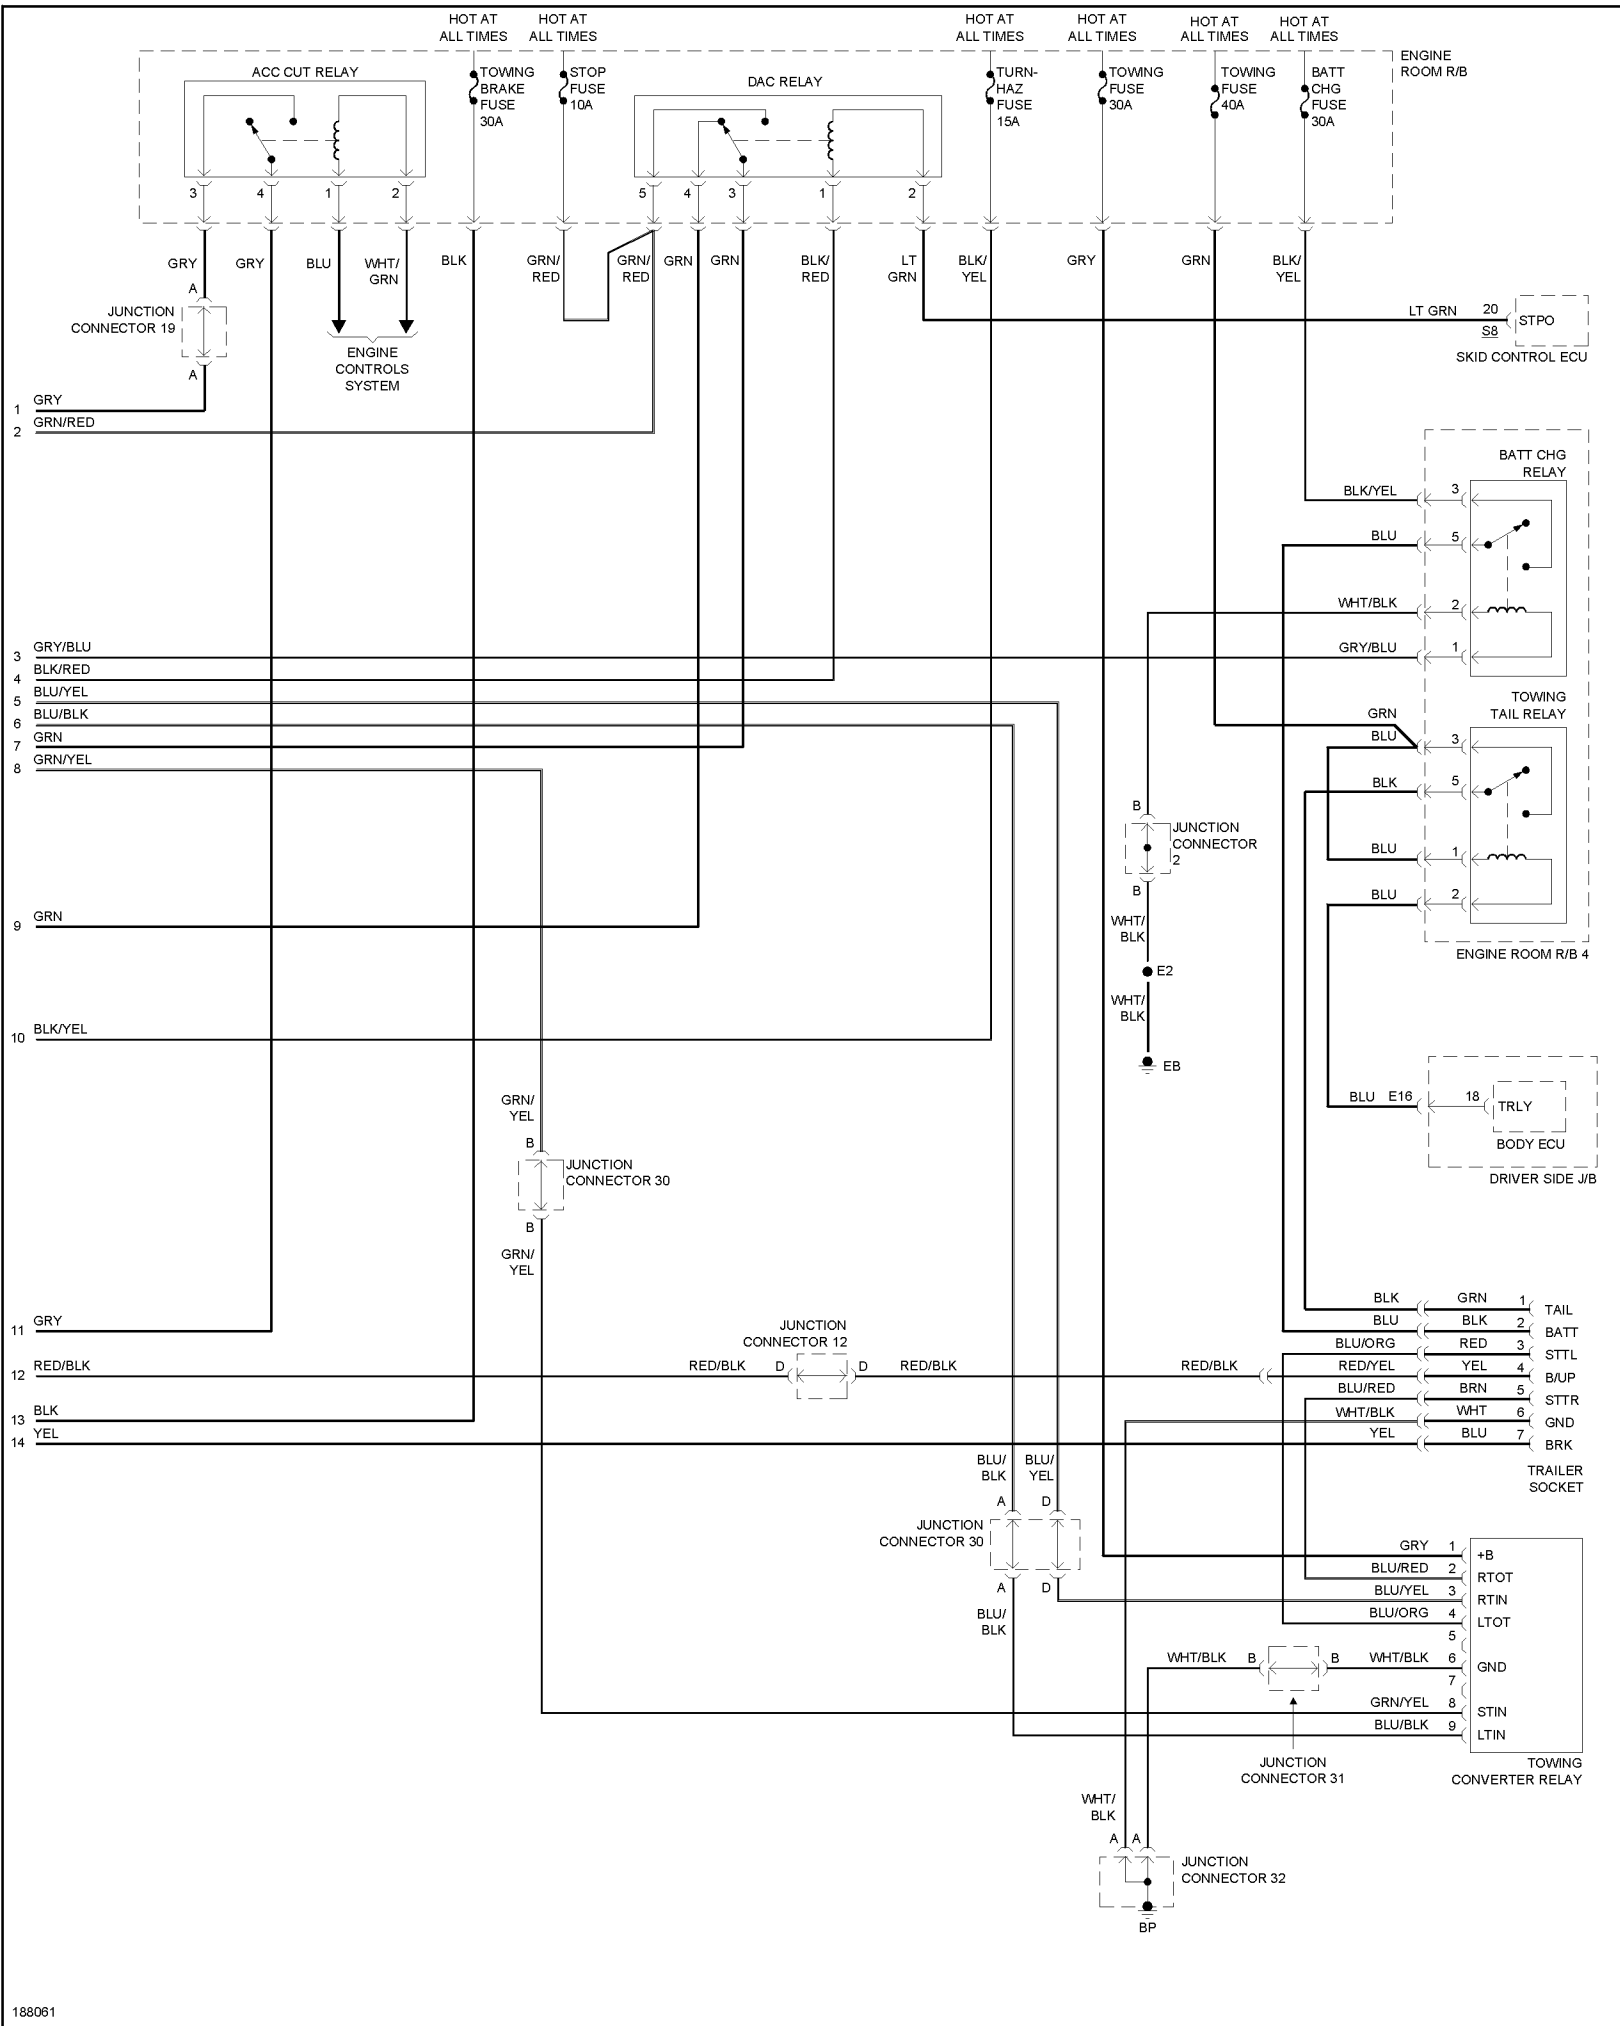 HOT AT
ALL TIMES
HOT AT
ALL TIMES
HOT AT
ALL TIMES
HOT AT
ALL TIMES
HOT AT
ALL TIMES
HOT AT
ALL TIMES
ENGINE
ROOM R/B
ACC CUT RELAY
TOWING
BRAKE
FUSE
30A
STOP
FUSE
10A
DAC RELAY
TURN-
HAZ
FUSE
15A
TOWING
FUSE
30A
TOWING
FUSE
40A
BATT
CHG
FUSE
30A
3 4 1 2 5 4 3 1 2
GRY
GRY
BLU
WHT/
GRN
BLK
GRN/
RED
GRN/
RED
GRN
GRN
BLK/
RED
LT
GRN
BLK/
YEL
GRY
GRN
BLK/
YEL
A
JUNCTION
CONNECTOR 19
A
ENGINE
CONTROLS
SYSTEM
LT GRN 20
S8
STPO
SKID CONTROL ECU
1 GRY
2 GRN/RED
BATT CHG
RELAY
BLK/YEL 3
BLU 5
WHT/BLK 2
GRY/BLU 1
3 GRY/BLU
4 BLK/RED
5 BLU/YEL
6 BLU/BLK
7 GRN
8 GRN/YEL
TOWING
TAIL RELAY
GRN
BLU 3
BLK 5
BLU 1
BLU 2
ENGINE ROOM R/B 4
B
JUNCTION
CONNECTOR
2
B
WHT/
BLK
E2
WHT/
BLK
EB
9 GRN
10 BLK/YEL
BLU E16 18 TRLY
BODY ECU
DRIVER SIDE J/B
GRN/
YEL
B
JUNCTION
CONNECTOR 30
B
GRN/
YEL
11 GRY
12 RED/BLK
13 BLK
14 YEL
JUNCTION
CONNECTOR 12
RED/BLK D D RED/BLK RED/BLK
BLK GRN 1 TAIL
BLU BLK 2 BATT
BLU/ORG RED 3 STTL
RED/YEL YEL 4 B/UP
BLU/RED BRN 5 STTR
WHT/BLK WHT 6 GND
YEL BLU 7 BRK
TRAILER
SOCKET
BLU/
BLK
BLU/
YEL
A D
JUNCTION
CONNECTOR 30
A D
BLU/
BLK
GRY 1 +B
BLU/RED 2 RTOT
BLU/YEL 3 RTIN
BLU/ORG 4 LTOT
5
WHT/BLK B B WHT/BLK 6 GND
7
GRN/YEL 8 STIN
BLU/BLK 9 LTIN
TOWING
CONVERTER RELAY
JUNCTION
CONNECTOR 31
WHT/
BLK
A A
JUNCTION
CONNECTOR 32
BP
188061